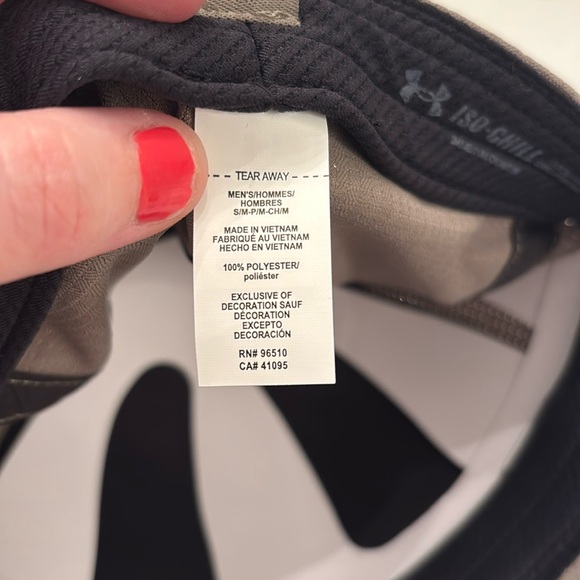 ISO-CHILL
- - - TEAR AWAY - - -
MEN'S/HOMMES/
HOMBRES
S/M-P/M-CH/M
MADE IN VIETNAM
FABRIQUÉ AU VIETNAM
HECHO EN VIETNAM
100% POLYESTER/
poliéster
EXCLUSIVE OF
DECORATION SAUF
DÉCORATION
EXCEPTO
DECORACIÓN
RN# 96510
CA# 41095